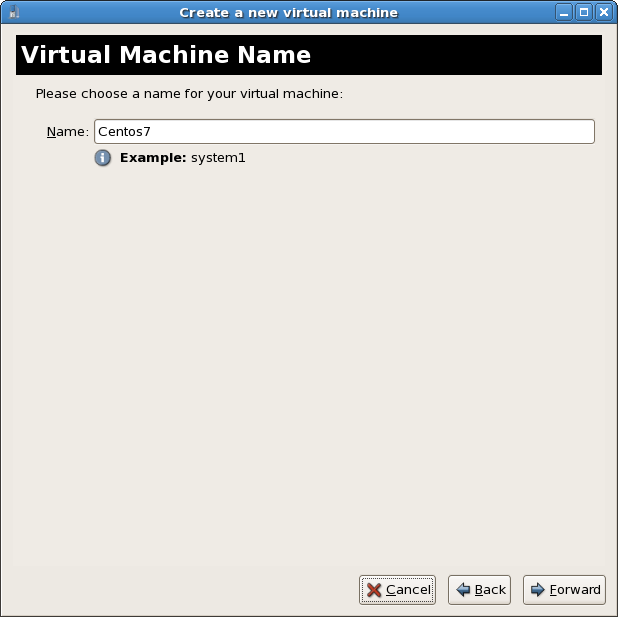 Create a new virtual machine
Virtual Machine Name
Please choose a name for your virtual machine:
Name: Centos7
Example: system1
Cancel Back Forward